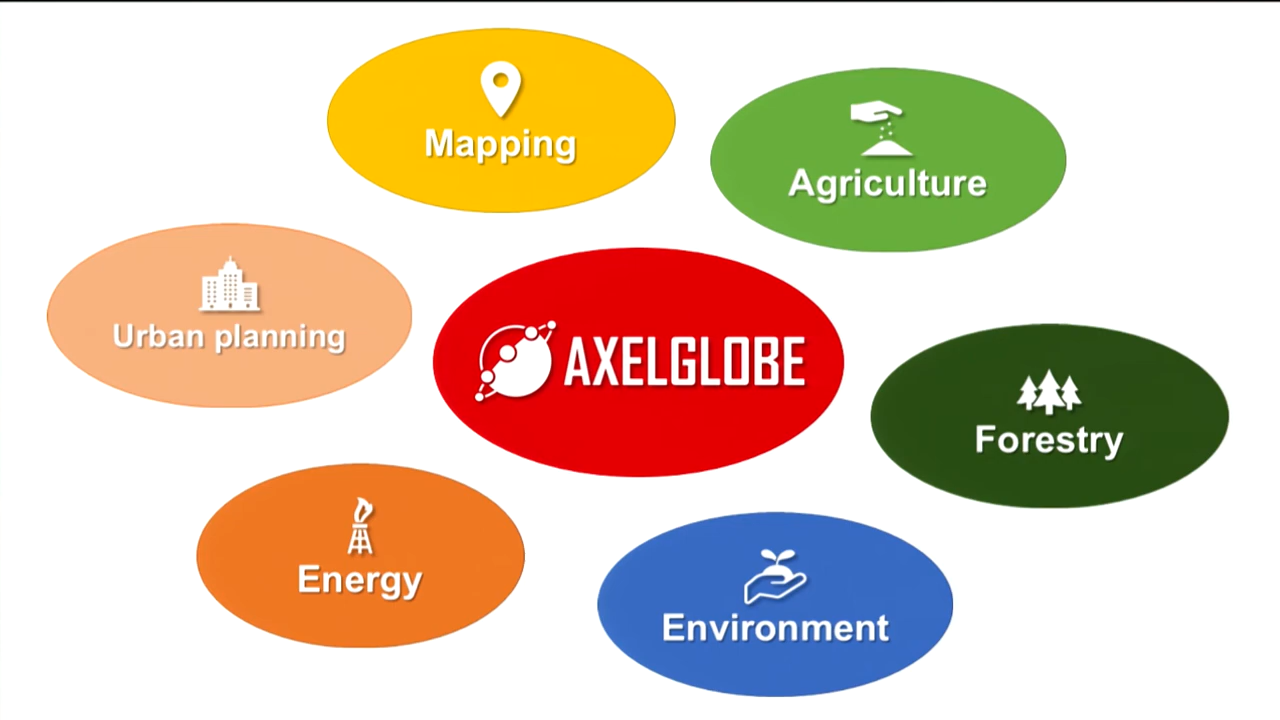 Mapping
Agriculture
Urban planning
AXELGLOBE
Forestry
Energy
Environment